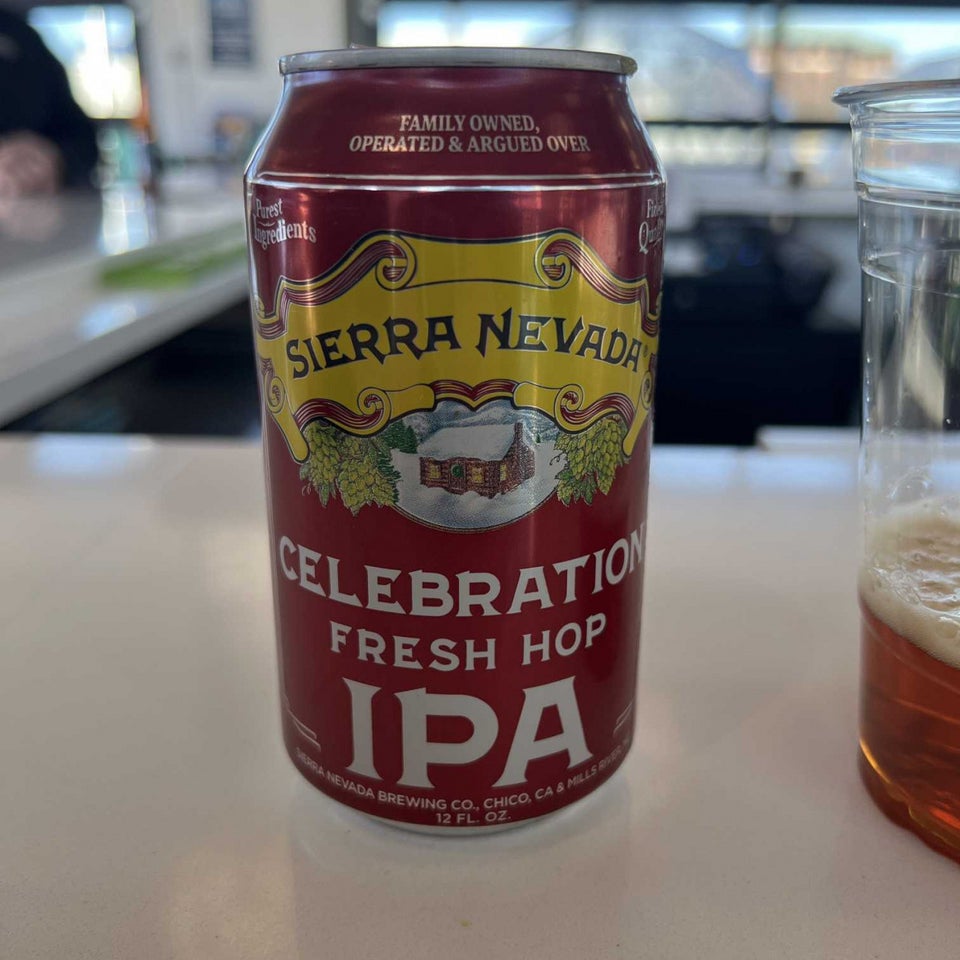 FAMILY OWNED,
OPERATED & ARGUED OVER
Purest
Ingredients
SIERRA NEVADA®
CELEBRATION
FRESH HOP
IPA
SIERRA NEVADA BREWING CO., CHICO, CA & MILLS RIVER,
12 FL. OZ.